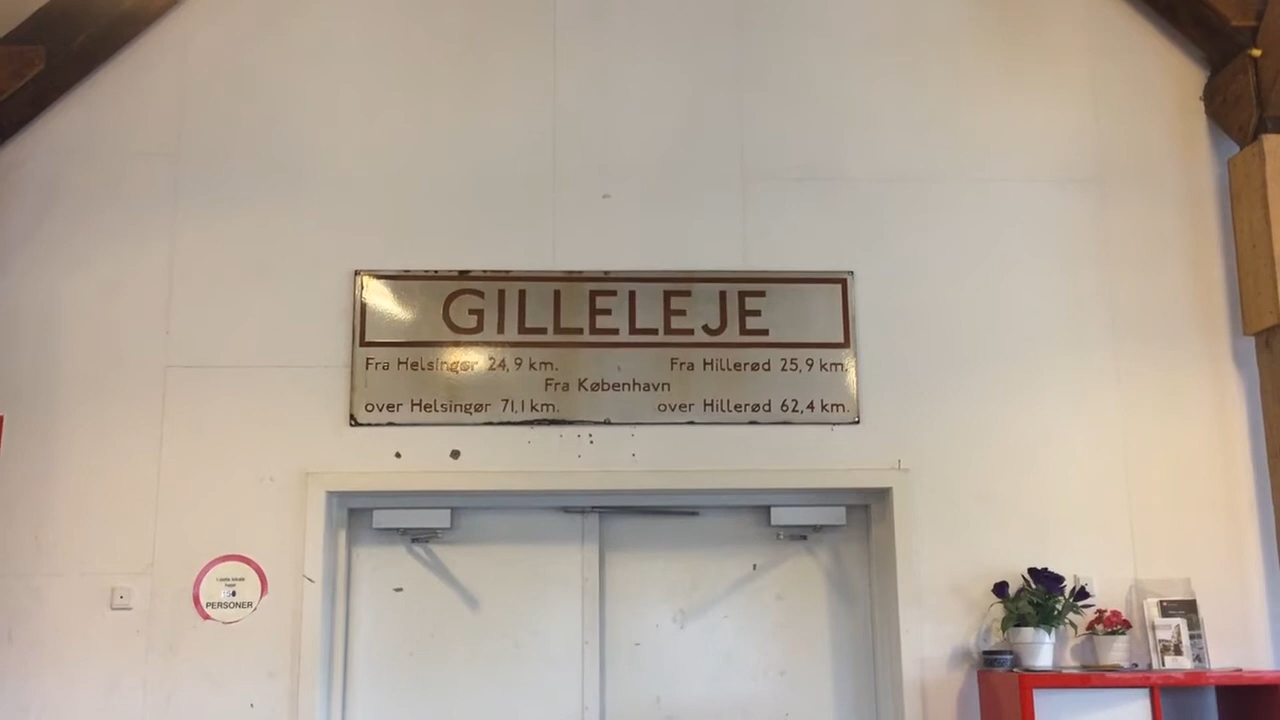 GILLELEJE
Fra Helsingør 24,9 km. Fra Hillerød 25,9 km.
Fra København
over Helsingør 71,1 km. over Hillerød 62,4 km.
PERSONER